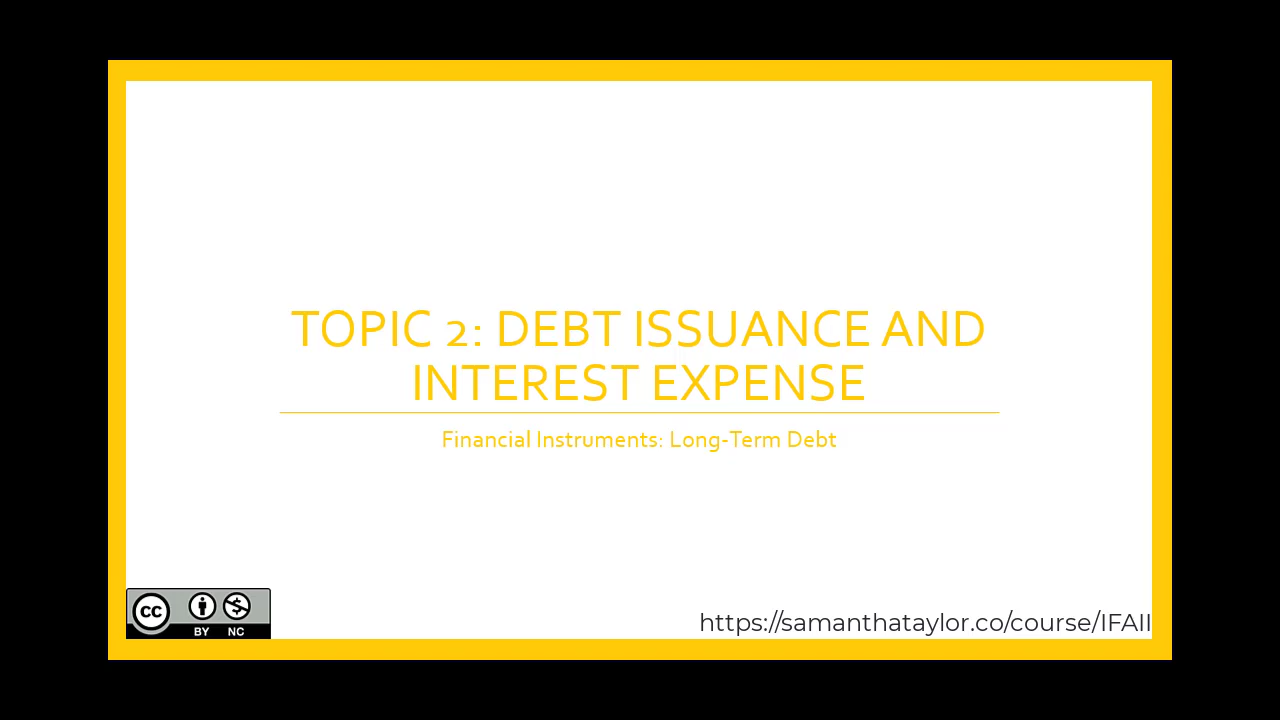 TOPIC 2: DEBT ISSUANCE AND
INTEREST EXPENSE
Financial Instruments: Long-Term Debt
CC
BY NC
https://samanthataylor.co/course/IFAII